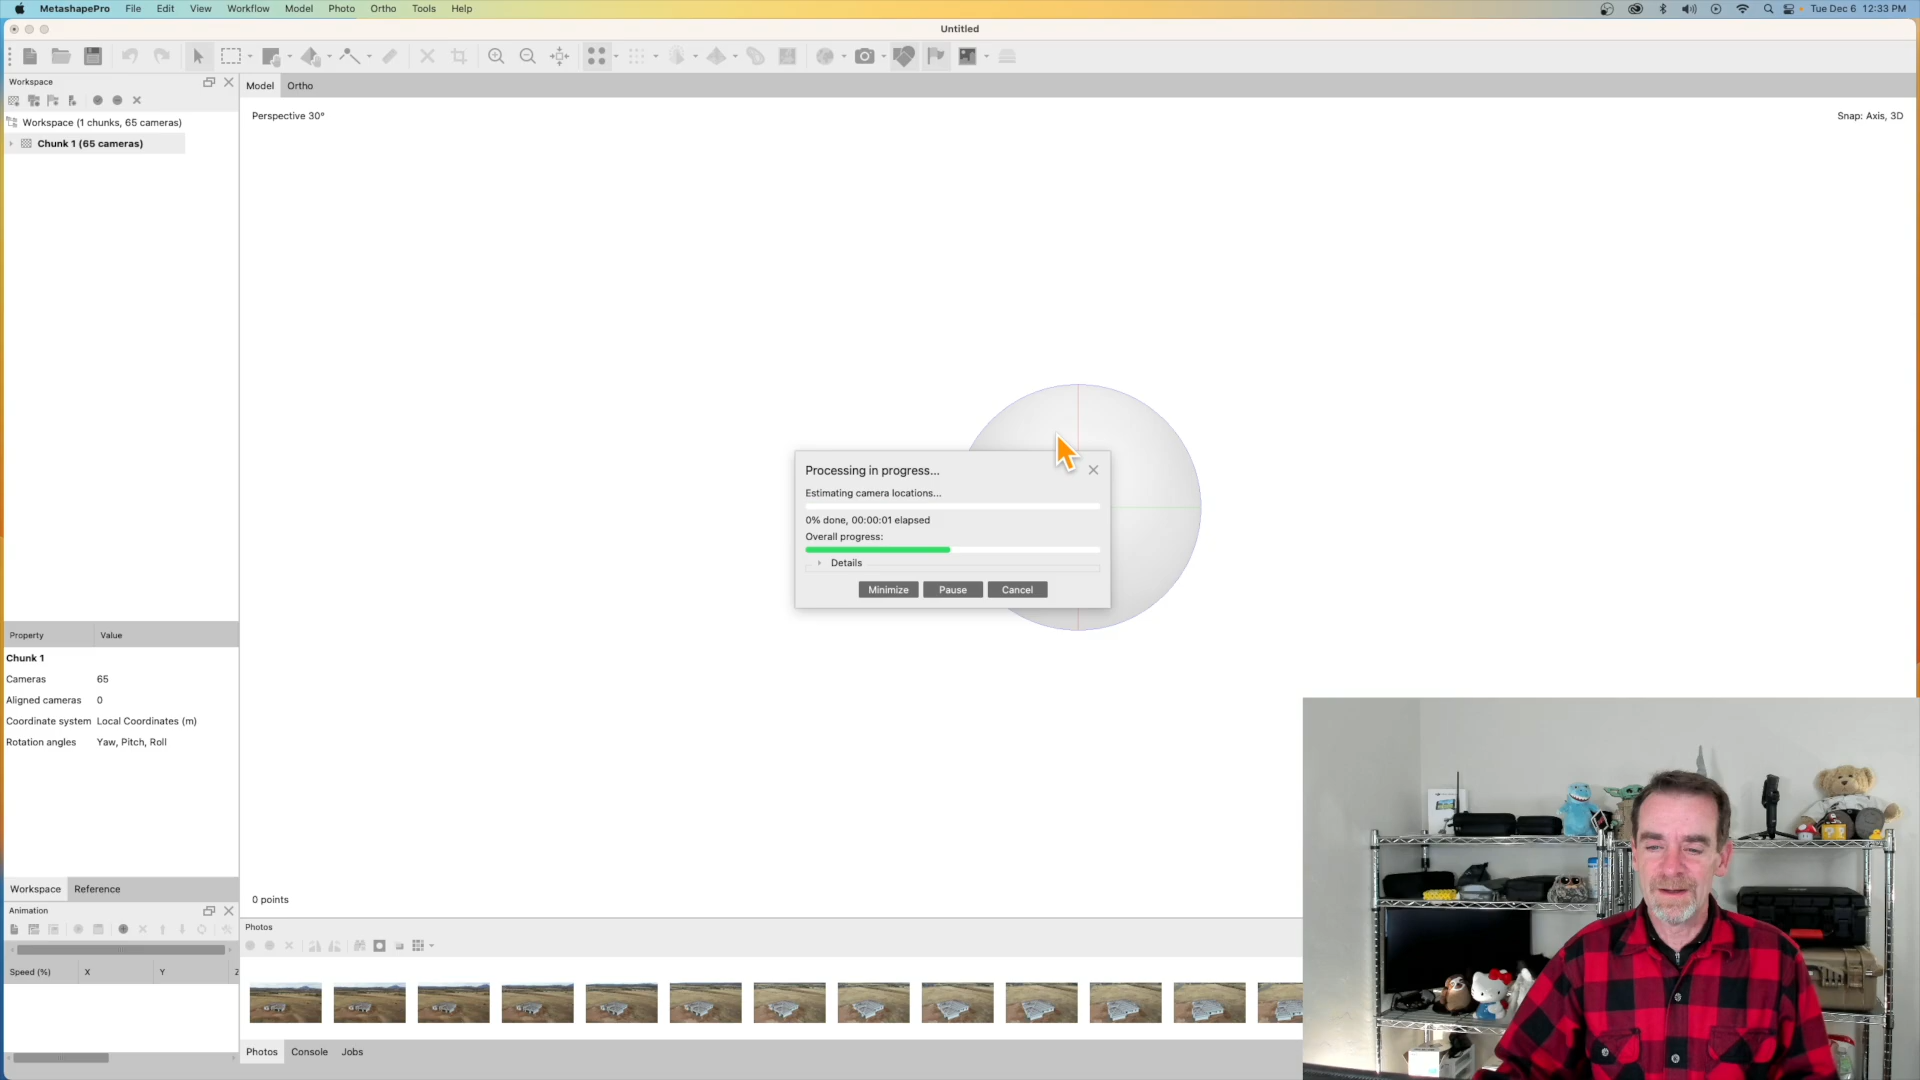 MetashapePro File Edit View Workflow Model Photo Ortho Tools Help
Tue Dec 6 12:33 PM
Untitled
Workspace
Model Ortho
Perspective 30°
Snap: Axis, 3D
Workspace (1 chunks, 65 cameras)
Chunk 1 (65 cameras)
Processing in progress...
Estimating camera locations...
0% done, 00:00:01 elapsed
Overall progress:
Details
Minimize Pause Cancel
Property Value
Chunk 1
Cameras 65
Aligned cameras 0
Coordinate system Local Coordinates (m)
Rotation angles Yaw, Pitch, Roll
Workspace Reference
0 points
Animation
Photos
Speed (%) X Y Z
Photos Console Jobs